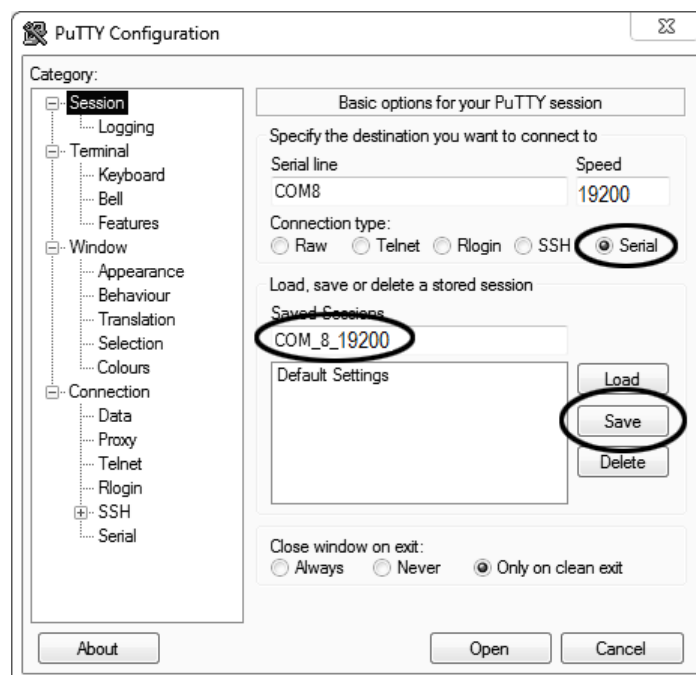 PuTTY Configuration
Category:
Session
Logging
Terminal
Keyboard
Bell
Features
Window
Appearance
Behaviour
Translation
Selection
Colours
Connection
Data
Proxy
Telnet
Rlogin
SSH
Serial
Basic options for your PuTTY session
Specify the destination you want to connect to
Serial line Speed
COM8 19200
Connection type:
Raw Telnet Rlogin SSH Serial
Load, save or delete a stored session
Saved Sessions
COM_8_19200
Default Settings
Load
Save
Delete
Close window on exit:
Always Never Only on clean exit
About Open Cancel